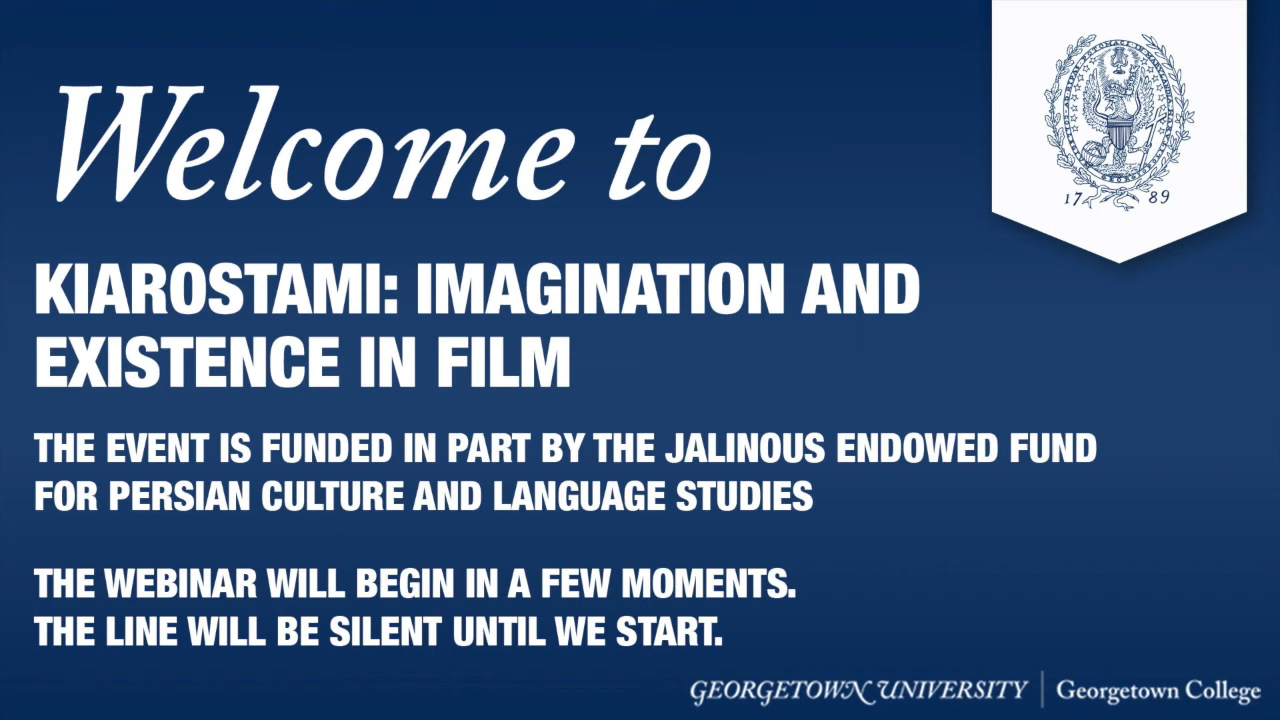 Welcome to
KIAROSTAMI: IMAGINATION AND
EXISTENCE IN FILM
THE EVENT IS FUNDED IN PART BY THE JALINOUS ENDOWED FUND
FOR PERSIAN CULTURE AND LANGUAGE STUDIES
THE WEBINAR WILL BEGIN IN A FEW MOMENTS.
THE LINE WILL BE SILENT UNTIL WE START.
17 89
GEORGETOWN UNIVERSITY | Georgetown College